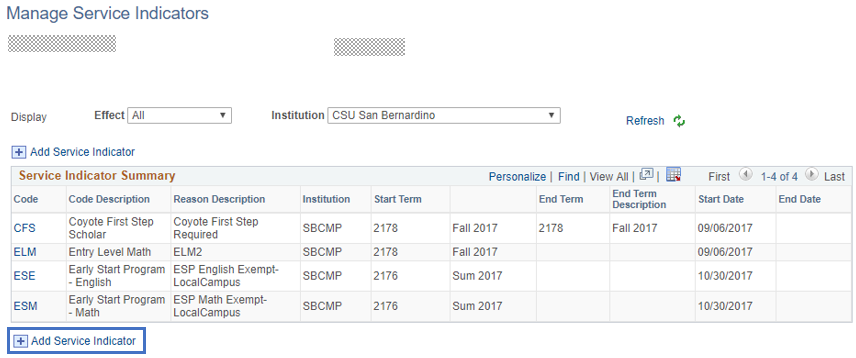 Manage Service Indicators
Display Effect All Institution CSU San Bernardino Refresh
Add Service Indicator
Service Indicator Summary Personalize | Find | View All | | First 1-4 of 4 Last
Code Code Description Reason Description Institution Start Term End Term End Term Description Start Date End Date
CFS Coyote First Step Scholar Coyote First Step Required SBCMP 2178 Fall 2017 2178 Fall 2017 09/06/2017
ELM Entry Level Math ELM2 SBCMP 2178 Fall 2017 09/06/2017
ESE Early Start Program - English ESP English Exempt-LocalCampus SBCMP 2176 Sum 2017 10/30/2017
ESM Early Start Program - Math ESP Math Exempt-LocalCampus SBCMP 2176 Sum 2017 10/30/2017
Add Service Indicator